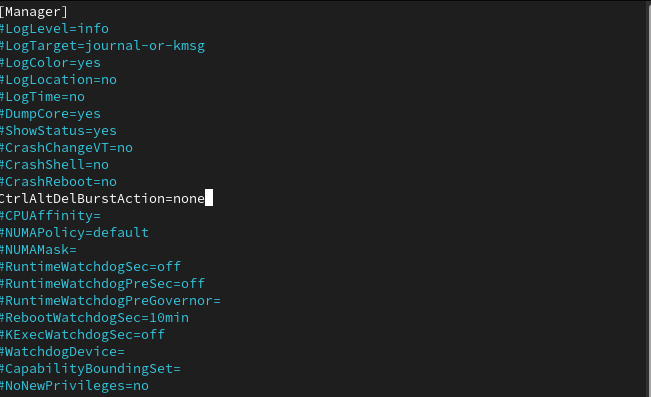 [Manager]
#LogLevel=info
#LogTarget=journal-or-kmsg
#LogColor=yes
#LogLocation=no
#LogTime=no
#DumpCore=yes
#ShowStatus=yes
#CrashChangeVT=no
#CrashShell=no
#CrashReboot=no
CtrlAltDelBurstAction=none
#CPUAffinity=
#NUMAPolicy=default
#NUMAMask=
#RuntimeWatchdogSec=off
#RuntimeWatchdogPreSec=off
#RuntimeWatchdogPreGovernor=
#RebootWatchdogSec=10min
#KExecWatchdogSec=off
#WatchdogDevice=
#CapabilityBoundingSet=
#NoNewPrivileges=no